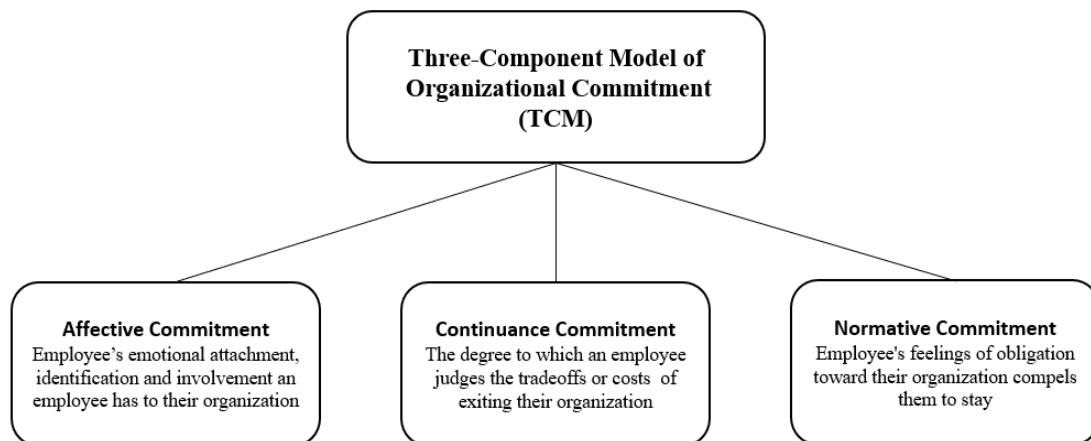 Three-Component Model of
Organizational Commitment
(TCM)
Affective Commitment
Employee’s emotional attachment,
identification and involvement an
employee has to their organization
Continuance Commitment
The degree to which an employee
judges the tradeoffs or costs of
exiting their organization
Normative Commitment
Employee's feelings of obligation
toward their organization compels
them to stay